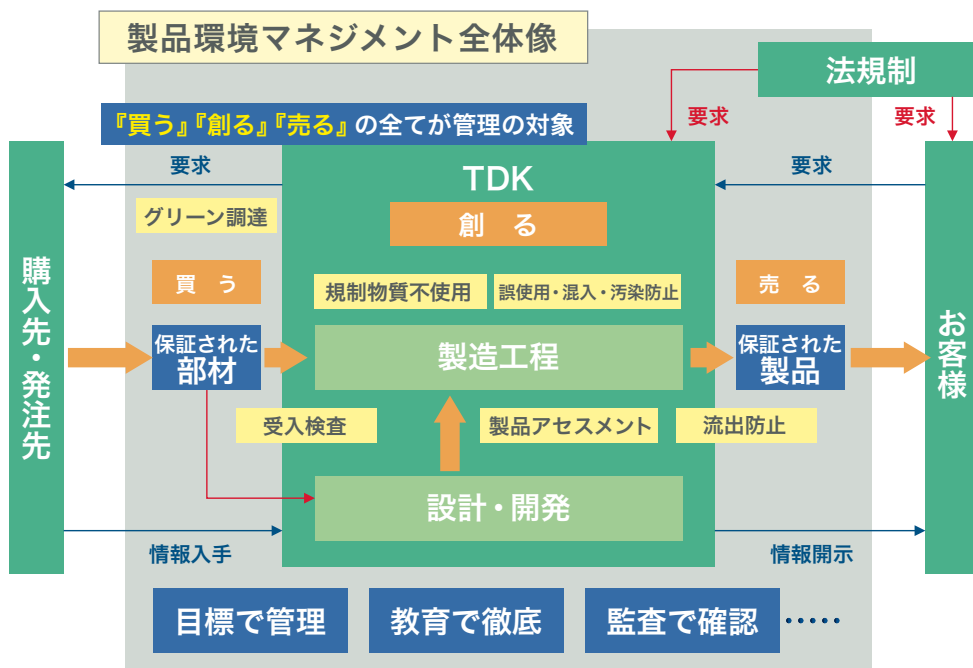 製品環境マネジメント全体像
法規制
『買う』『創る』『売る』の全てが管理の対象
要求
要求
要求
TDK
要求
グリーン調達
創　る
購入先・発注先
買　う
規制物質不使用
誤使用・混入・汚染防止
売　る
お客様
保証された
部材
製造工程
保証された
製品
受入検査
製品アセスメント
流出防止
設計・開発
情報入手
情報開示
目標で管理
教育で徹底
監査で確認
‥‥‥